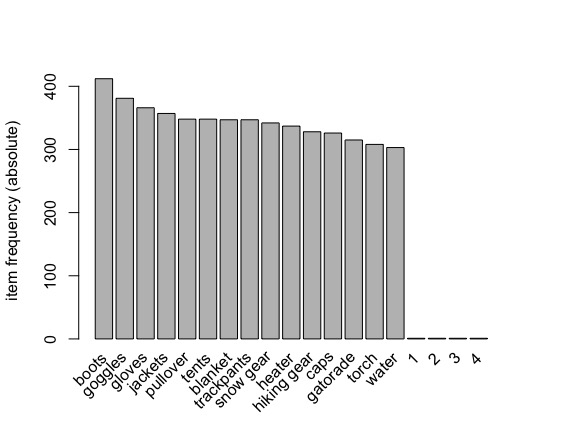 item frequency (absolute)
400
300
200
100
0
boots
goggles
gloves
jackets
pullover
tents
blanket
trackpants
snow gear
heater
hiking gear
caps
gatorade
torch
water
1
2
3
4